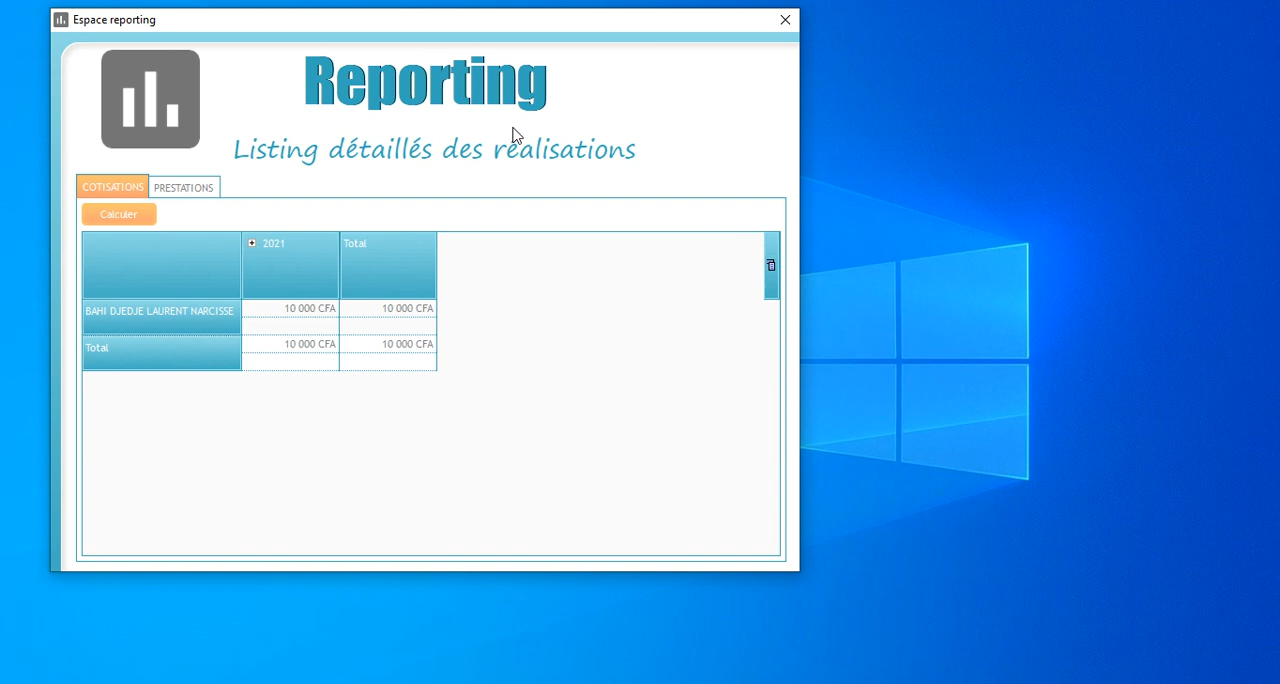 Espace reporting
Reporting
Listing détaillés des réalisations
COTISATIONS PRESTATIONS
Calculer
2021 Total
BAHI DJEDJE LAURENT NARCISSE 10 000 CFA 10 000 CFA
Total 10 000 CFA 10 000 CFA